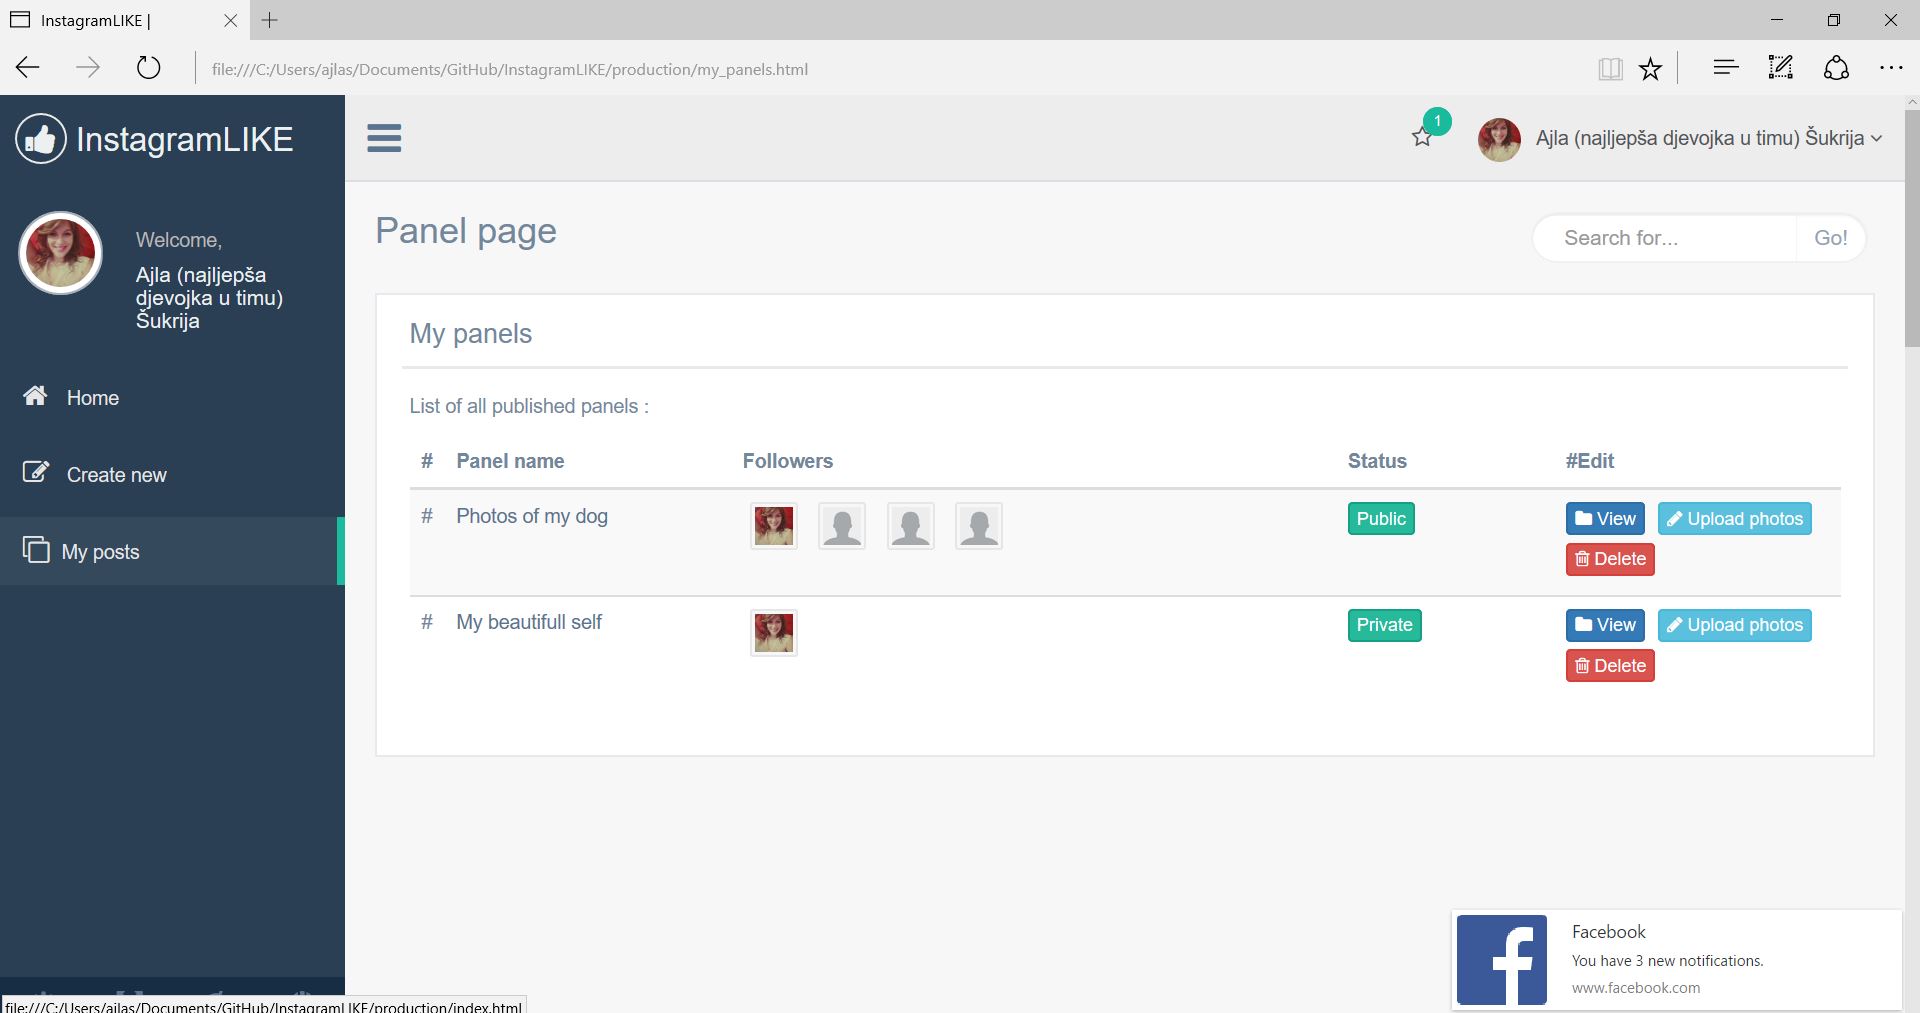 InstagramLIKE |
file:///C:/Users/ajlas/Documents/GitHub/InstagramLIKE/production/my_panels.html
InstagramLIKE
1
Ajla (najljepša djevojka u timu) Šukrija
Welcome,
Ajla (najljepša
djevojka u timu)
Šukrija
Home
Create new
My posts
Panel page
Search for...
Go!
My panels
List of all published panels :
# Panel name Followers Status #Edit
# Photos of my dog Public View Upload photos
Delete
# My beautifull self Private View Upload photos
Delete
Facebook
You have 3 new notifications.
www.facebook.com
file:///C:/Users/ajlas/Documents/GitHub/InstagramLIKE/production/index.html